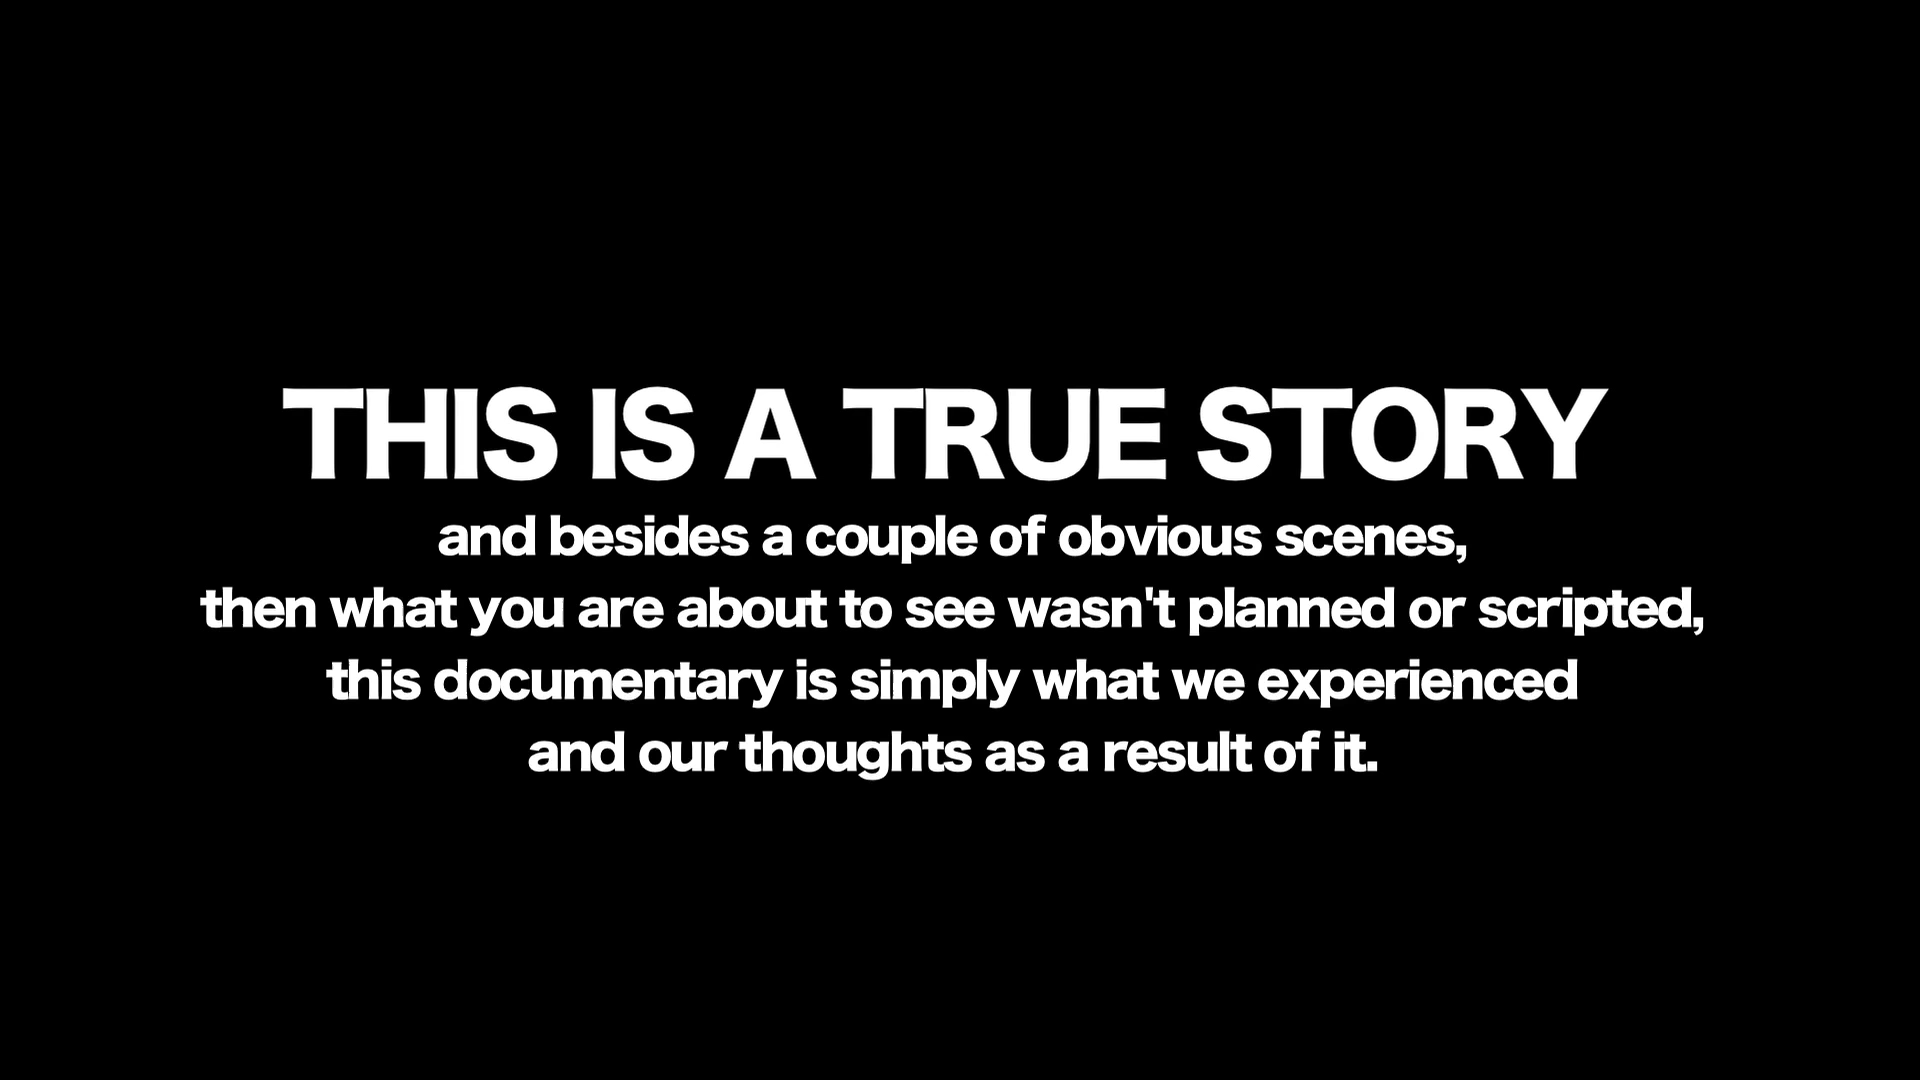 THIS IS A TRUE STORY
and besides a couple of obvious scenes,
then what you are about to see wasn't planned or scripted,
this documentary is simply what we experienced
and our thoughts as a result of it.